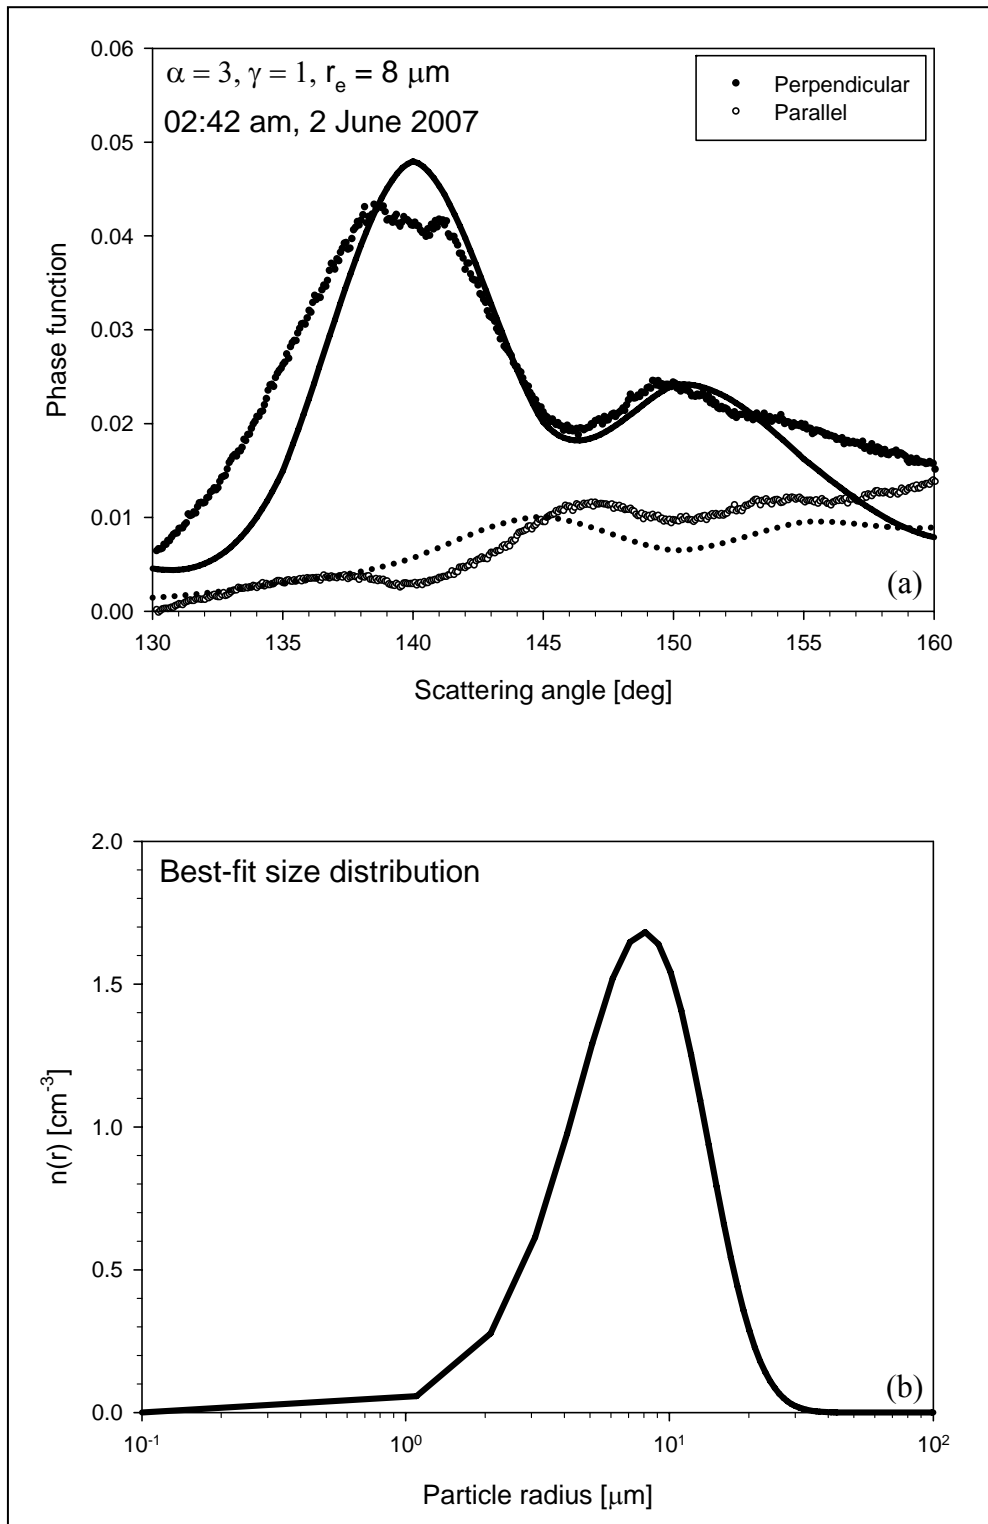 α = 3, γ = 1, rₑ = 8 μm
02:42 am, 2 June 2007
Perpendicular
Parallel
0.06
0.05
0.04
0.03
0.02
0.01
0.00
Phase function
(a)
130 135 140 145 150 155 160
Scattering angle [deg]
Best-fit size distribution
2.0
1.5
1.0
0.5
0.0
n(r) [cm⁻³]
(b)
10⁻¹ 10⁰ 10¹ 10²
Particle radius [μm]